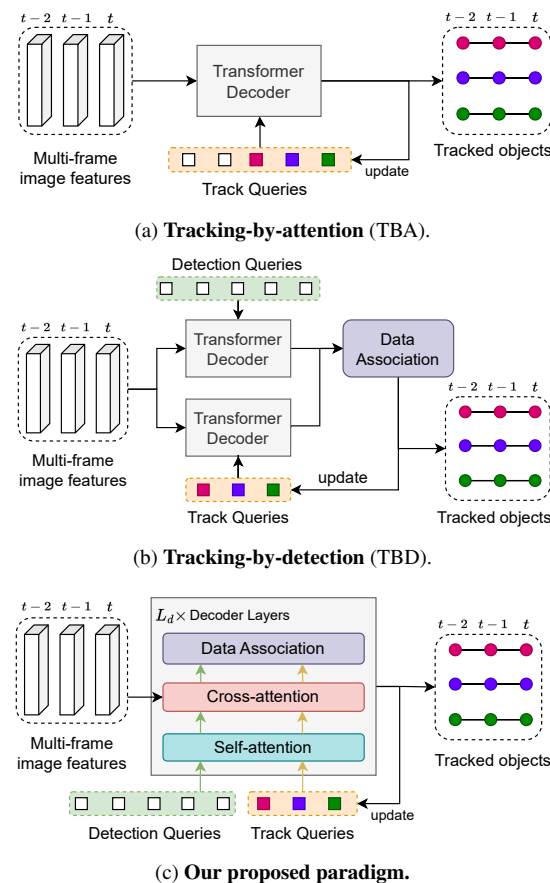 t − 2 t − 1 t
Multi-frame
image features
Transformer
Decoder
Track Queries
update
t − 2 t − 1 t
Tracked objects
(a) Tracking-by-attention (TBA).
Detection Queries
t − 2 t − 1 t
Multi-frame
image features
Transformer
Decoder
Transformer
Decoder
Track Queries
Data
Association
update
t − 2 t − 1 t
Tracked objects
(b) Tracking-by-detection (TBD).
t − 2 t − 1 t
Multi-frame
image features
L_d× Decoder Layers
Data Association
Cross-attention
Self-attention
Detection Queries
Track Queries
update
t − 2 t − 1 t
Tracked objects
(c) Our proposed paradigm.